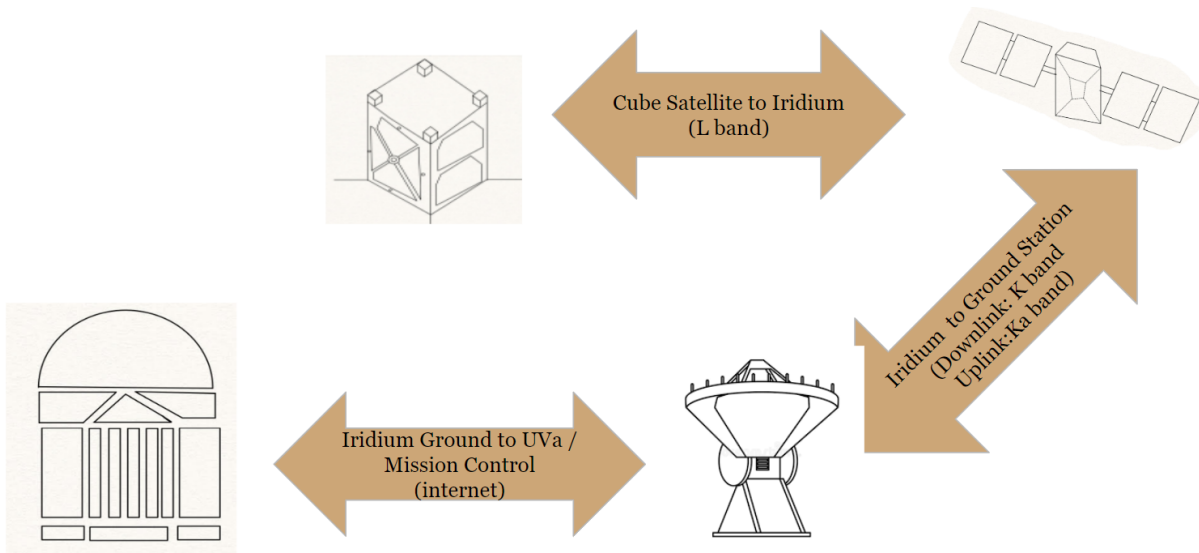 Cube Satellite to Iridium
(L band)
Iridium  to Ground Station
(Downlink: K band
Uplink:Ka band)
Iridium Ground to UVa /
Mission Control
(internet)